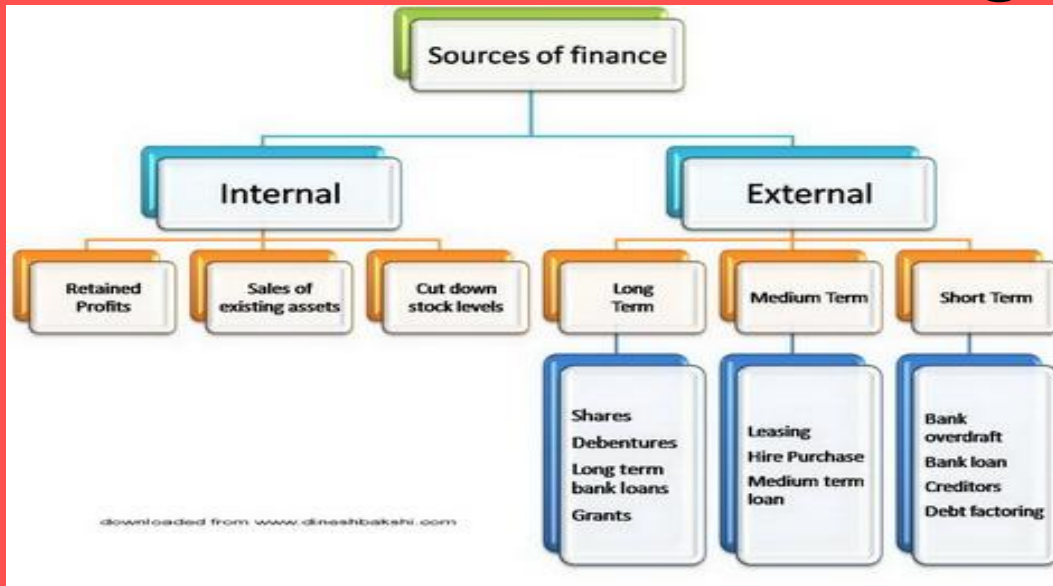 Sources of finance
Internal
External
Retained
Profits
Sales of
existing assets
Cut down
stock levels
Long
Term
Medium Term
Short Term
Shares
Debentures
Long term
bank loans
Grants
Leasing
Hire Purchase
Medium term
loan
Bank
overdraft
Bank loan
Creditors
Debt factoring
downloaded from www.dineshbakshi.com